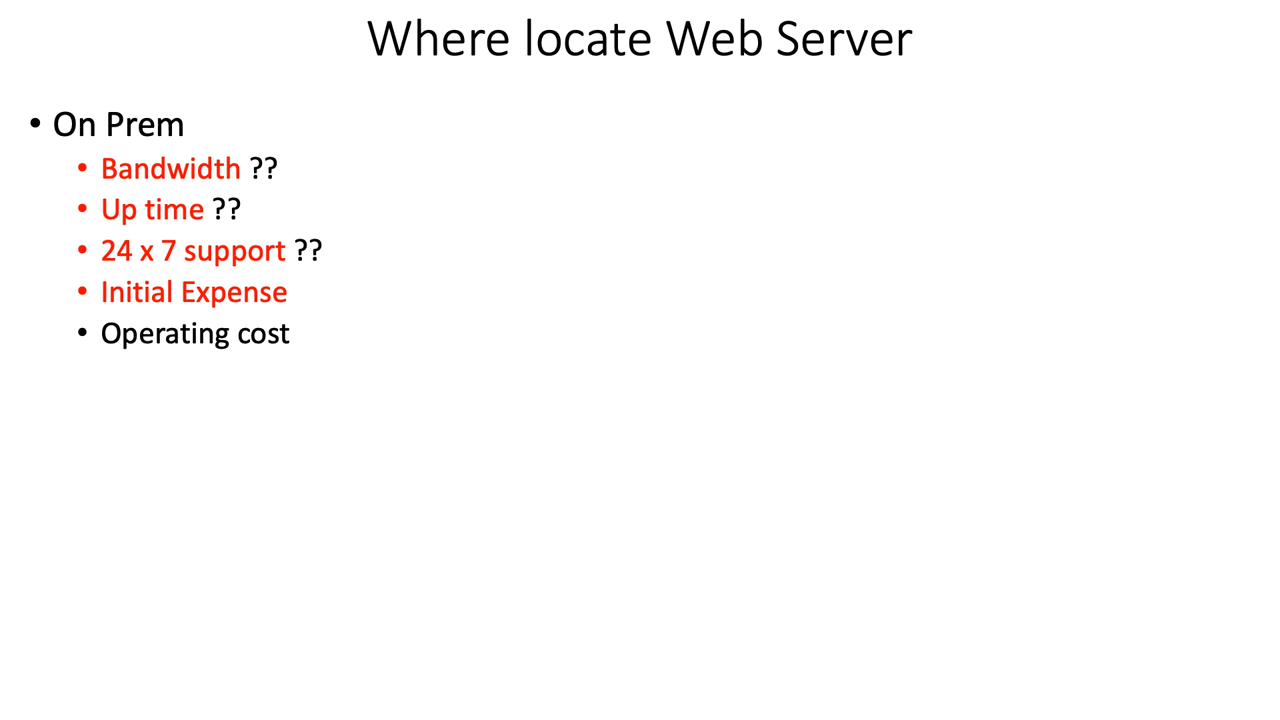 Where locate Web Server
• On Prem
• Bandwidth ??
• Up time ??
• 24 x 7 support ??
• Initial Expense
• Operating cost